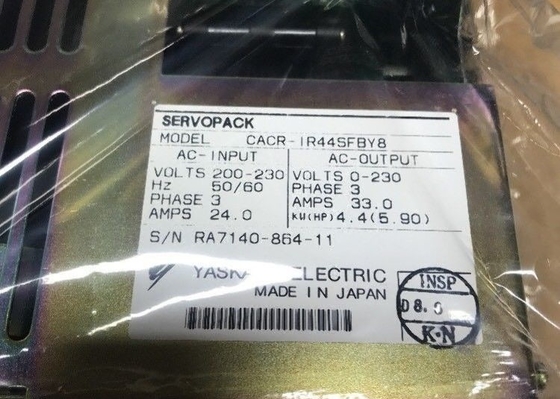 SERVOPACK
MODEL CACR-IR44SFBY8
AC-INPUT AC-OUTPUT
VOLTS 200-230 VOLTS 0-230
Hz 50/60 PHASE 3
PHASE 3 AMPS 33.0
AMPS 24.0 KW(HP) 4.4(5.90)
S/N RA7140-864-11
ELECTRIC
MADE IN JAPAN
INSP
K·N